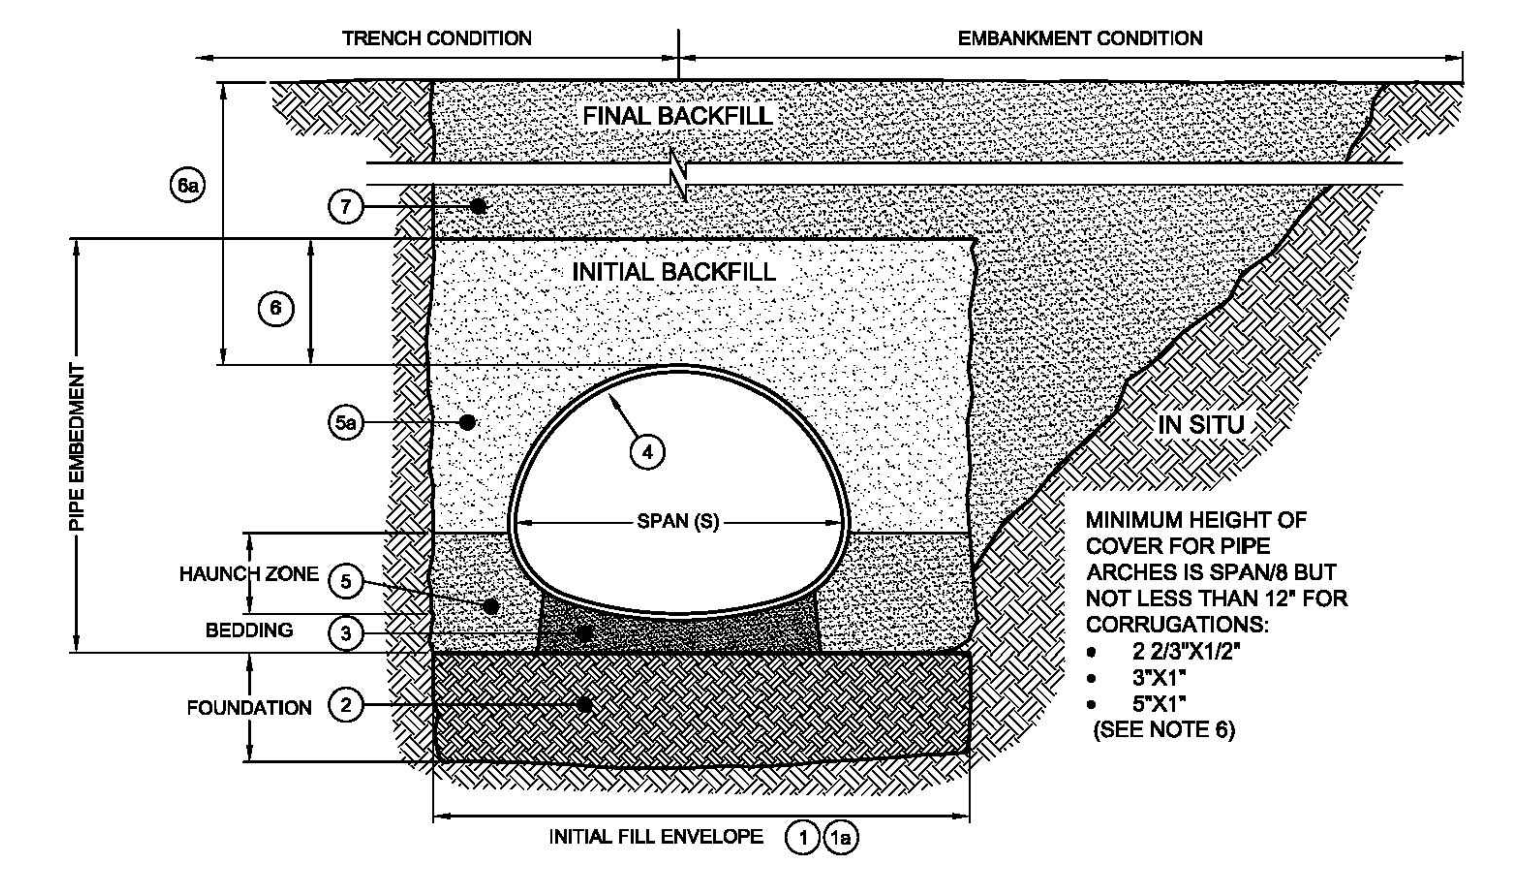 TRENCH CONDITION
EMBANKMENT CONDITION
FINAL BACKFILL
6a
7
INITIAL BACKFILL
6
PIPE EMBEDMENT
5a
4
IN SITU
SPAN (S)
HAUNCH ZONE
5
BEDDING
3
FOUNDATION
2
MINIMUM HEIGHT OF
COVER FOR PIPE
ARCHES IS SPAN/8 BUT
NOT LESS THAN 12" FOR
CORRUGATIONS:
• 2 2/3"X1/2"
• 3"X1"
• 5"X1"
(SEE NOTE 6)
INITIAL FILL ENVELOPE 1 1a